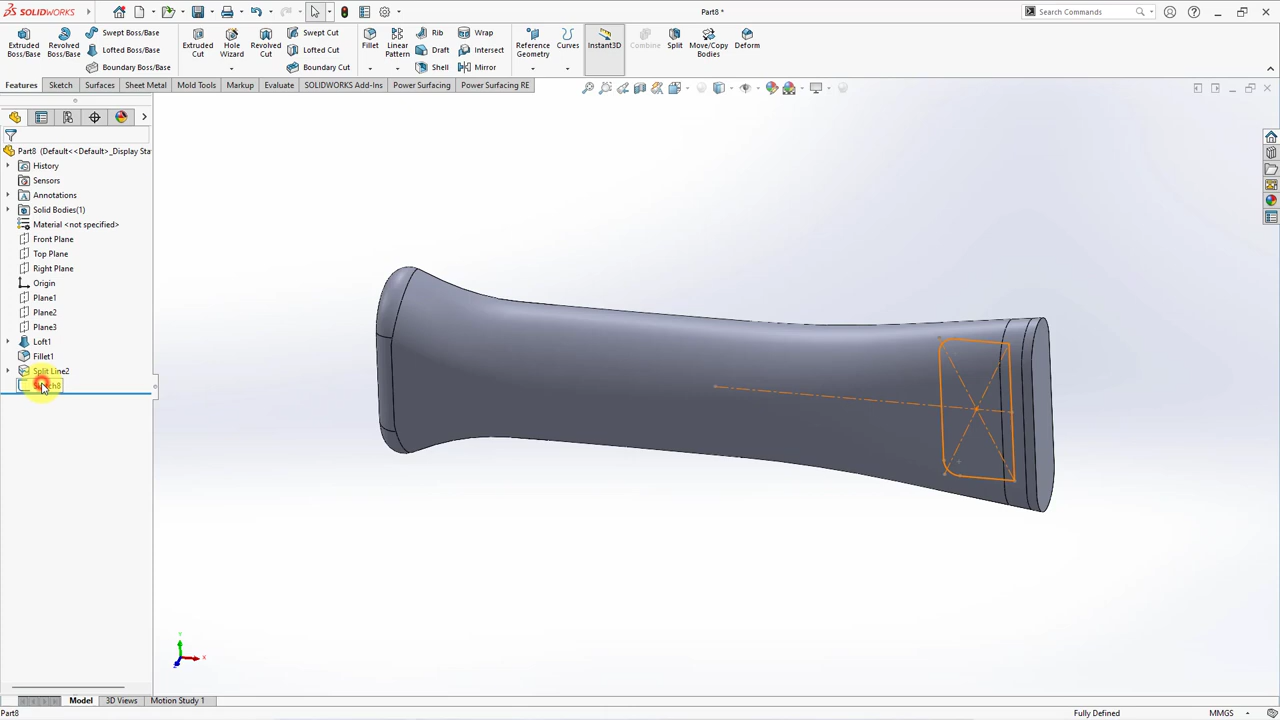 SOLIDWORKS
Part8 *
Search Commands
Extruded Boss/Base
Revolved Boss/Base
Swept Boss/Base
Lofted Boss/Base
Boundary Boss/Base
Extruded Cut
Hole Wizard
Revolved Cut
Swept Cut
Lofted Cut
Boundary Cut
Fillet
Linear Pattern
Rib
Draft
Shell
Wrap
Intersect
Mirror
Reference Geometry
Curves
Instant3D
Combine
Split
Move/Copy Bodies
Deform
Features
Sketch
Surfaces
Sheet Metal
Mold Tools
Markup
Evaluate
SOLIDWORKS Add-Ins
Power Surfacing
Power Surfacing RE
Part8 (Default<<Default>_Display Sta
History
Sensors
Annotations
Solid Bodies(1)
Material <not specified>
Front Plane
Top Plane
Right Plane
Origin
Plane1
Plane2
Plane3
Loft1
Fillet1
Split Line2
Y
X
Z
Model
3D Views
Motion Study 1
Part8
Fully Defined
MMGS